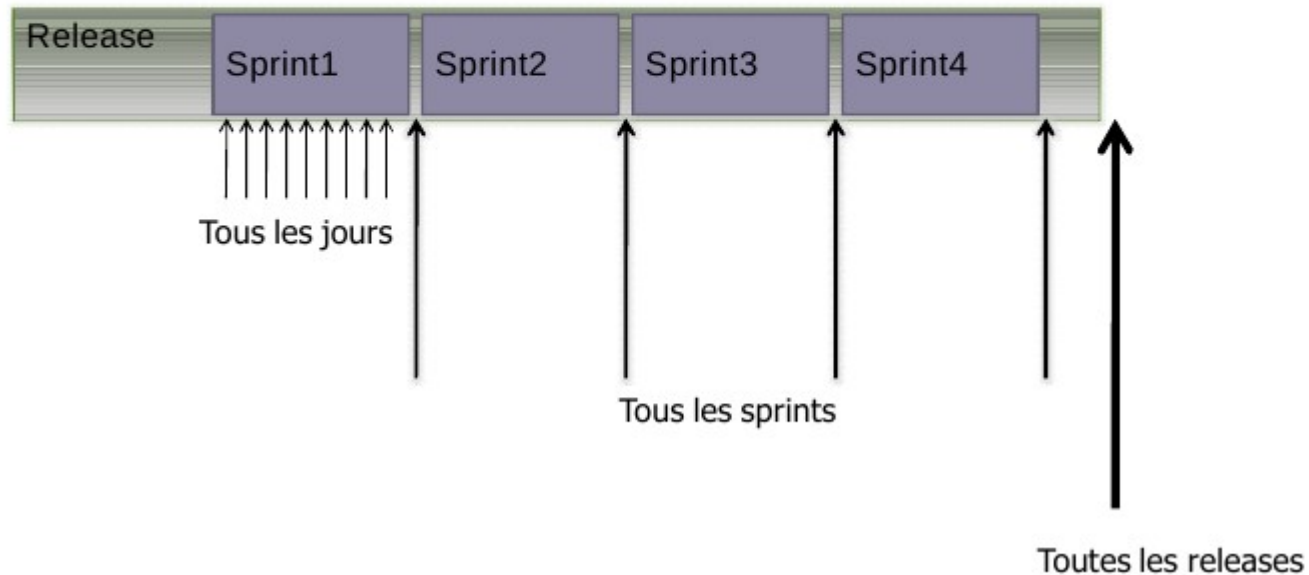 Release
Sprint1
Sprint2
Sprint3
Sprint4
Tous les jours
Tous les sprints
Toutes les releases